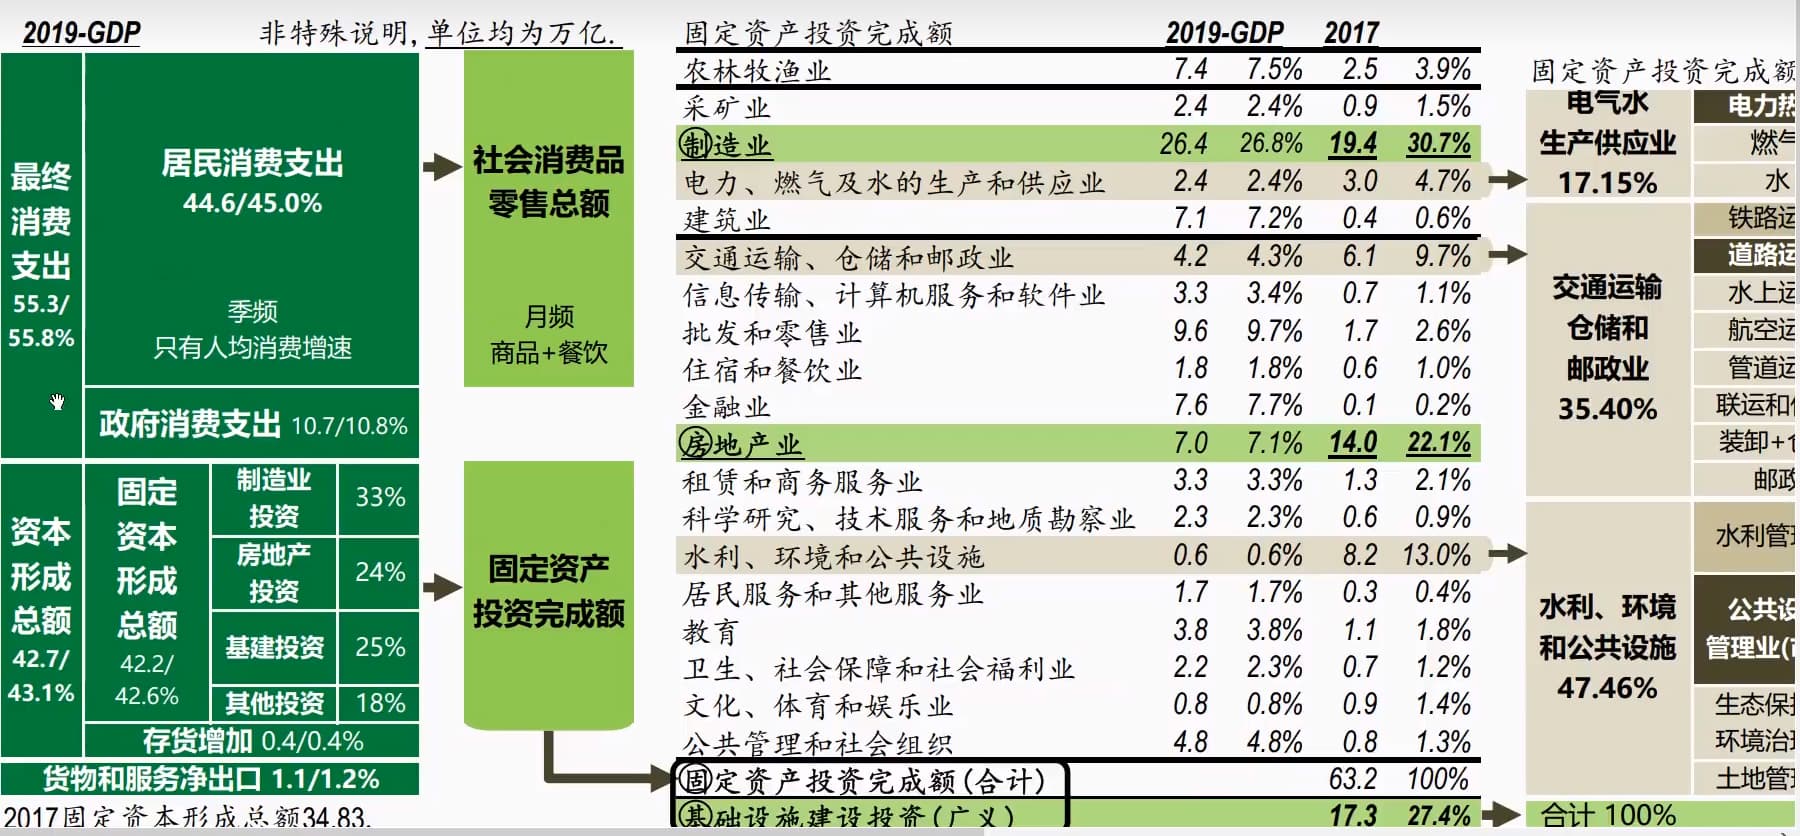 2019-GDP 非特殊说明, 单位均为万亿.
最终
消费
支出
55.3/
55.8%
居民消费支出
44.6/45.0%
季频
只有人均消费增速
政府消费支出 10.7/10.8%
资本
形成
总额
42.7/
43.1%
固定
资本
形成
总额
42.2/
42.6%
制造业
投资
33%
房地产
投资
24%
基建投资 25%
其他投资 18%
存货增加 0.4/0.4%
货物和服务净出口 1.1/1.2%
2017固定资本形成总额34.83.
社会消费品
零售总额
月频
商品+餐饮
固定资产
投资完成额
固定资产投资完成额 2019-GDP 2017
农林牧渔业 7.4 7.5% 2.5 3.9%
采矿业 2.4 2.4% 0.9 1.5%
制造业 26.4 26.8% 19.4 30.7%
电力、燃气及水的生产和供应业 2.4 2.4% 3.0 4.7%
建筑业 7.1 7.2% 0.4 0.6%
交通运输、仓储和邮政业 4.2 4.3% 6.1 9.7%
信息传输、计算机服务和软件业 3.3 3.4% 0.7 1.1%
批发和零售业 9.6 9.7% 1.7 2.6%
住宿和餐饮业 1.8 1.8% 0.6 1.0%
金融业 7.6 7.7% 0.1 0.2%
房地产业 7.0 7.1% 14.0 22.1%
租赁和商务服务业 3.3 3.3% 1.3 2.1%
科学研究、技术服务和地质勘察业 2.3 2.3% 0.6 0.9%
水利、环境和公共设施 0.6 0.6% 8.2 13.0%
居民服务和其他服务业 1.7 1.7% 0.3 0.4%
教育 3.8 3.8% 1.1 1.8%
卫生、社会保障和社会福利业 2.2 2.3% 0.7 1.2%
文化、体育和娱乐业 0.8 0.8% 0.9 1.4%
公共管理和社会组织 4.8 4.8% 0.8 1.3%
固定资产投资完成额(合计) 63.2 100%
基础设施建设投资(广义) 17.3 27.4%
固定资产投资完成额
电气水
生产供应业
17.15%
电力热
燃气
水
交通运输
仓储和
邮政业
35.40%
铁路运
道路运
水上运
航空运
管道运
联运和
装卸+
邮政
水利、环境
和公共设施
47.46%
水利管理
公共设
管理业(
生态保护
环境治理
土地管理
合计 100%